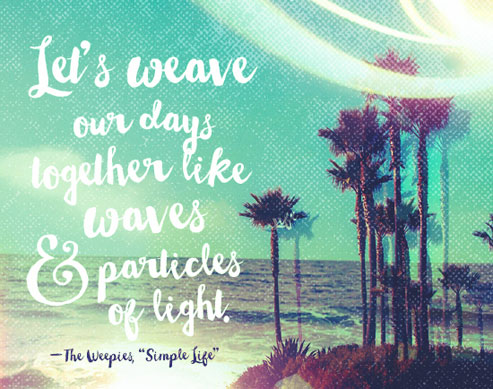 Let's weave
our days
together like
waves
& particles
of light.
—The Weepies, "Simple Life"